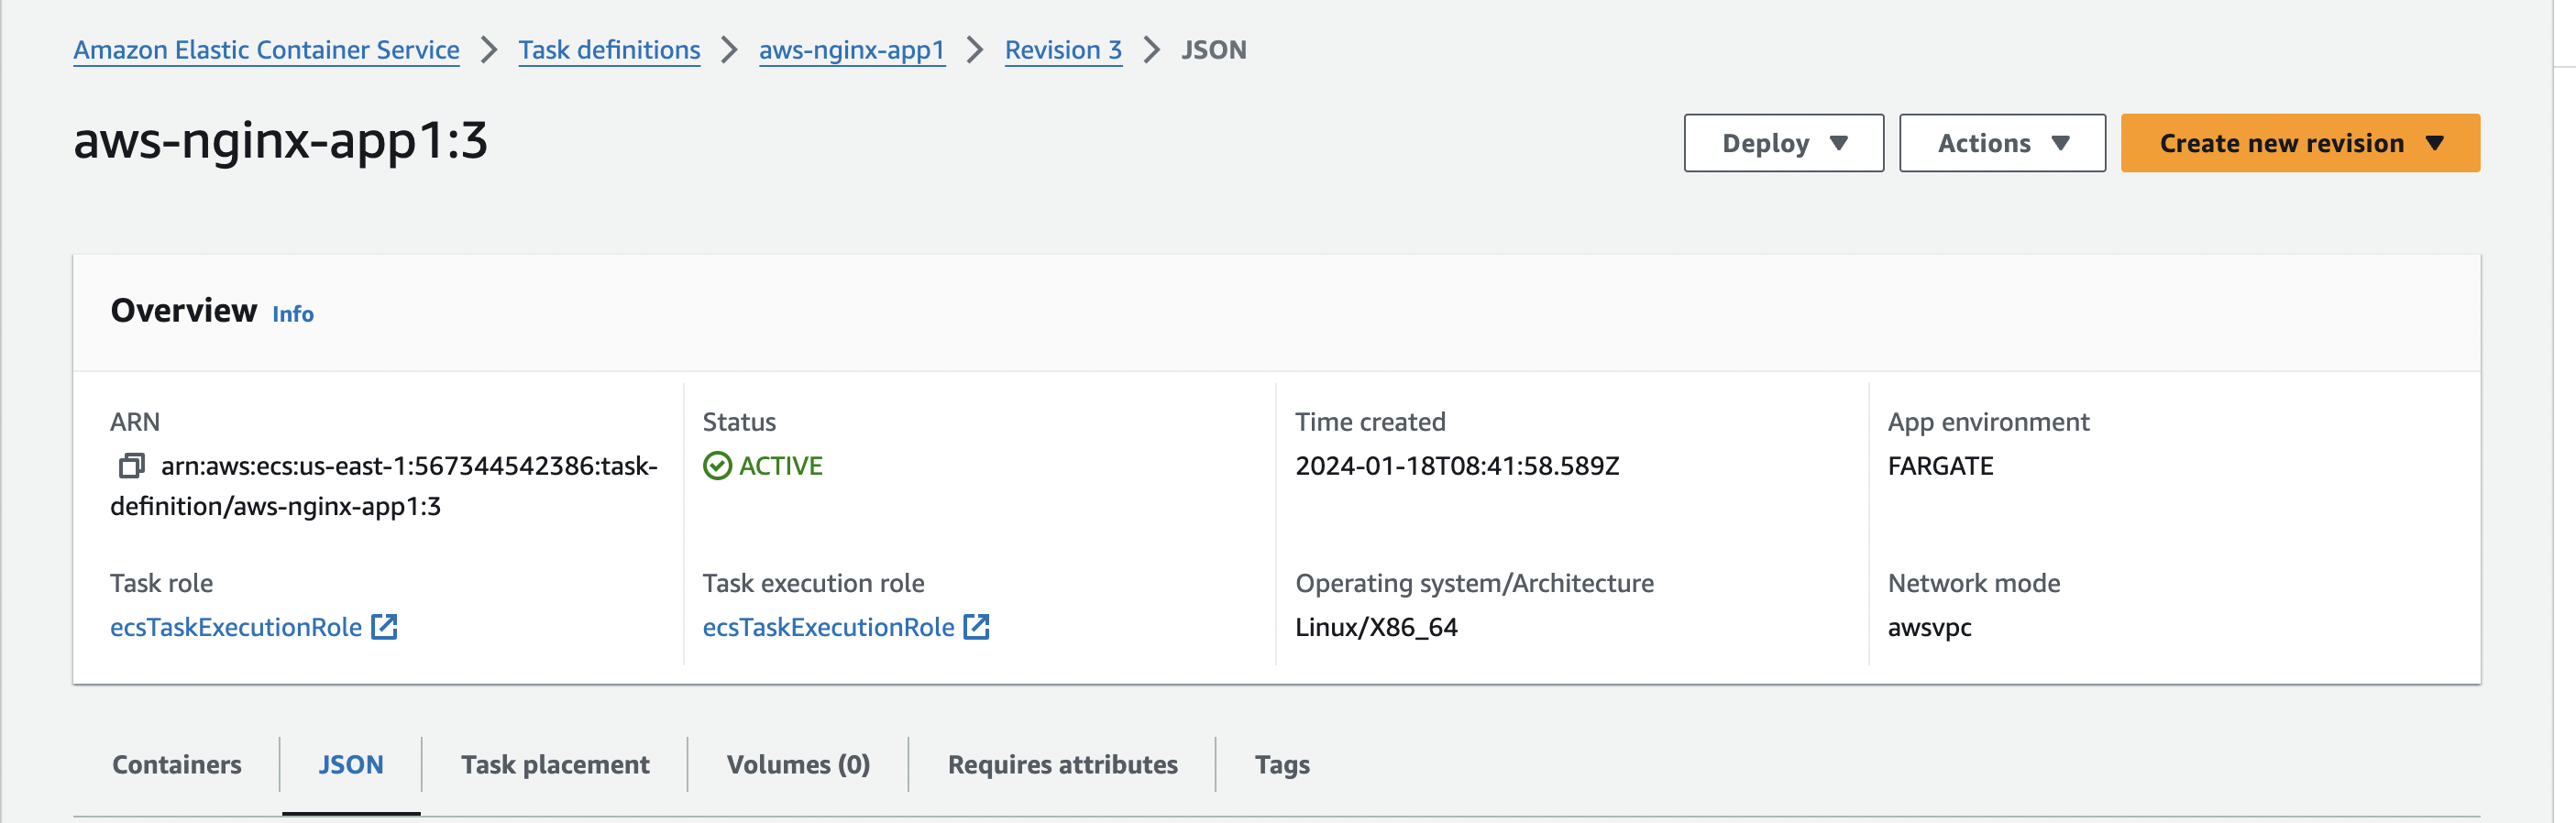 Amazon Elastic Container Service > Task definitions > aws-nginx-app1 > Revision 3 > JSON
aws-nginx-app1:3
Deploy ▼ Actions ▼ Create new revision ▼
Overview Info
ARN
arn:aws:ecs:us-east-1:567344542386:task-
definition/aws-nginx-app1:3
Status
ACTIVE
Time created
2024-01-18T08:41:58.589Z
App environment
FARGATE
Task role
ecsTaskExecutionRole
Task execution role
ecsTaskExecutionRole
Operating system/Architecture
Linux/X86_64
Network mode
awsvpc
Containers JSON Task placement Volumes (0) Requires attributes Tags